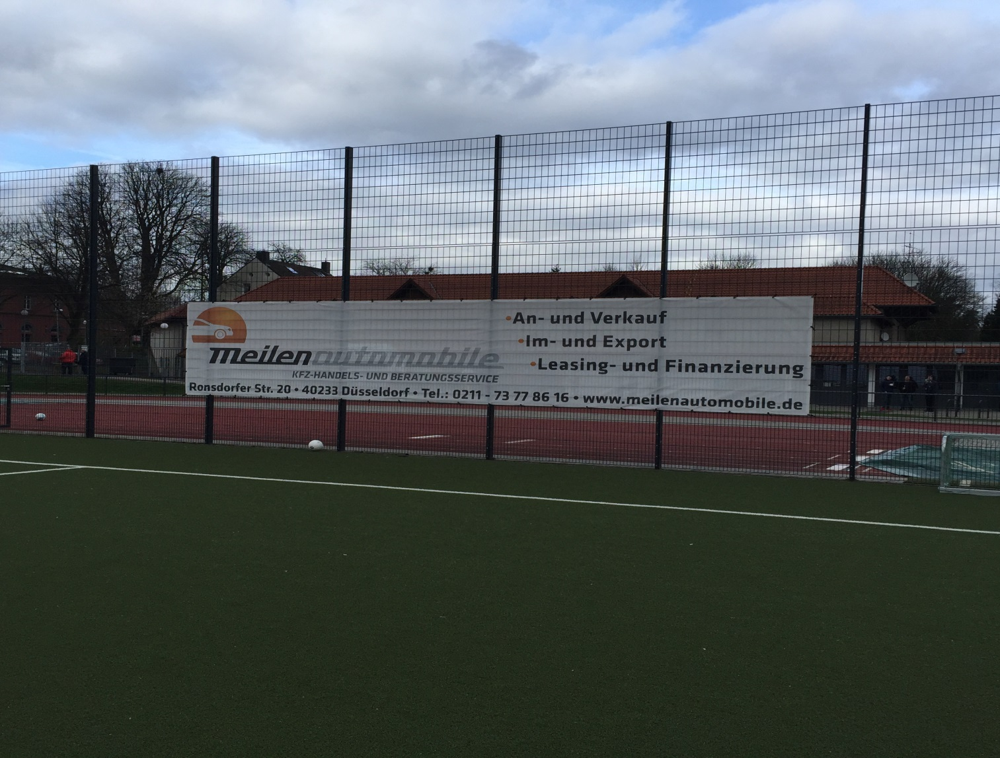 meilenautomobile
KFZ-HANDELS- UND BERATUNGSSERVICE
•An- und Verkauf
•Im- und Export
•Leasing- und Finanzierung
Ronsdorfer Str. 20 • 40233 Düsseldorf • Tel.: 0211 - 73 77 86 16 • www.meilenautomobile.de